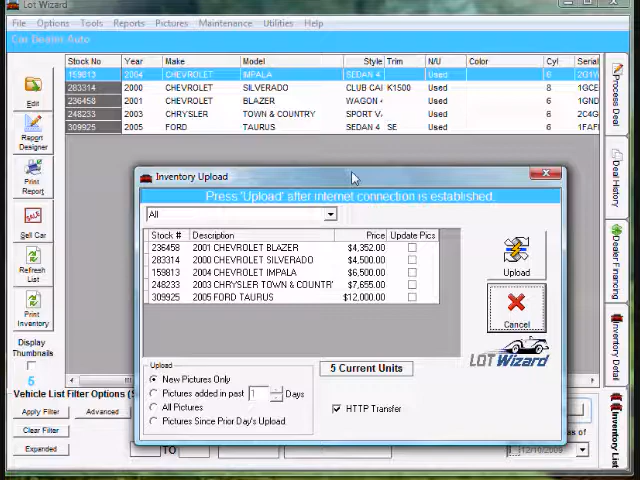 Lot Wizard
File Options Tools Reports Pictures Maintenance Utilities Help
Car Dealer Auto
Stock No Year Make Model Style Trim N/U Color Cyl Serial
159813 2004 CHEVROLET IMPALA SEDAN 4 Used 6 2G1W
283314 2000 CHEVROLET SILVERADO CLUB CAI K1500 Used 8 1GCE
236458 2001 CHEVROLET BLAZER WAGON 4 Used 6 1GND
248233 2003 CHRYSLER TOWN & COUNTRY SPORT V Used 6 2C4G
309925 2005 FORD TAURUS SEDAN 4 SE Used 6 1FAF
Edit
Report Designer
Print Report
Sell Car
Refresh List
Print Inventory
Display Thumbnails
5
Inventory Upload
Press 'Upload' after internet connection is established.
All
Stock # Description Price Update Pics
236458 2001 CHEVROLET BLAZER $4,352.00
283314 2000 CHEVROLET SILVERADO $4,500.00
159813 2004 CHEVROLET IMPALA $6,500.00
248233 2003 CHRYSLER TOWN & COUNTR $7,655.00
309925 2005 FORD TAURUS $12,000.00
Upload
Cancel
LOT Wizard
Upload
New Pictures Only
Pictures added in past 1 Days
All Pictures
Pictures Since Prior Day's Upload
5 Current Units
HTTP Transfer
Vehicle List Filter Options (5
Apply Filter Advanced
Clear Filter
Expanded
TO
as of
12/10/2009
Process Deal
Deal History
Dealer Financing
Inventory Detail
Inventory List